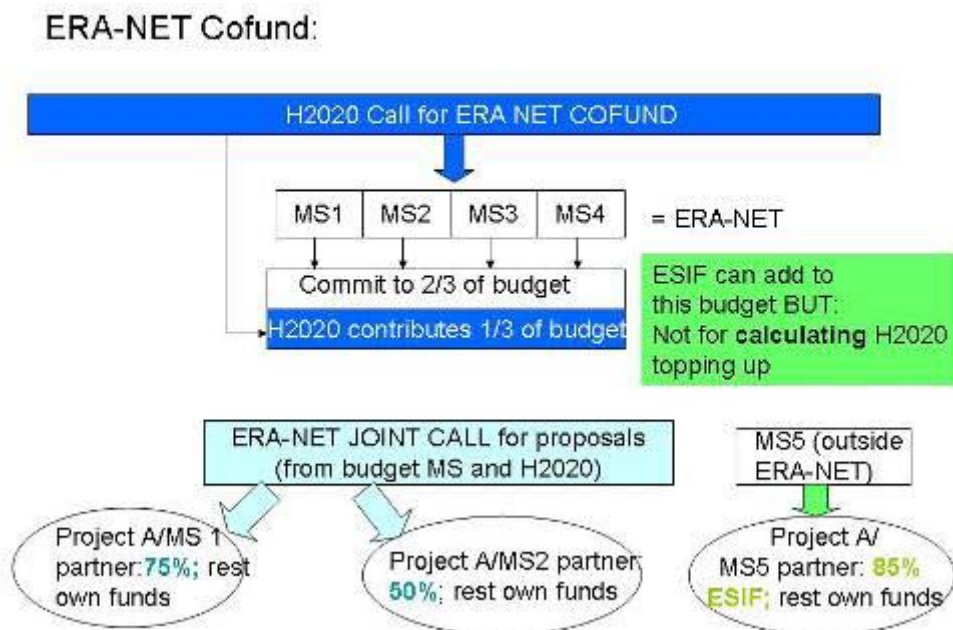 ERA-NET Cofund:
H2020 Call for ERA NET COFUND
MS1
MS2
MS3
MS4
= ERA-NET
Commit to 2/3 of budget
H2020 contributes 1/3 of budget
ESIF can add to
this budget BUT:
Not for calculating H2020
topping up
ERA-NET JOINT CALL for proposals
(from budget MS and H2020)
MS5 (outside
ERA-NET)
Project A/MS 1
partner:75%; rest
own funds
Project A/MS2 partner:
50%; rest own funds
Project A/
MS5 partner: 85%
ESIF; rest own funds